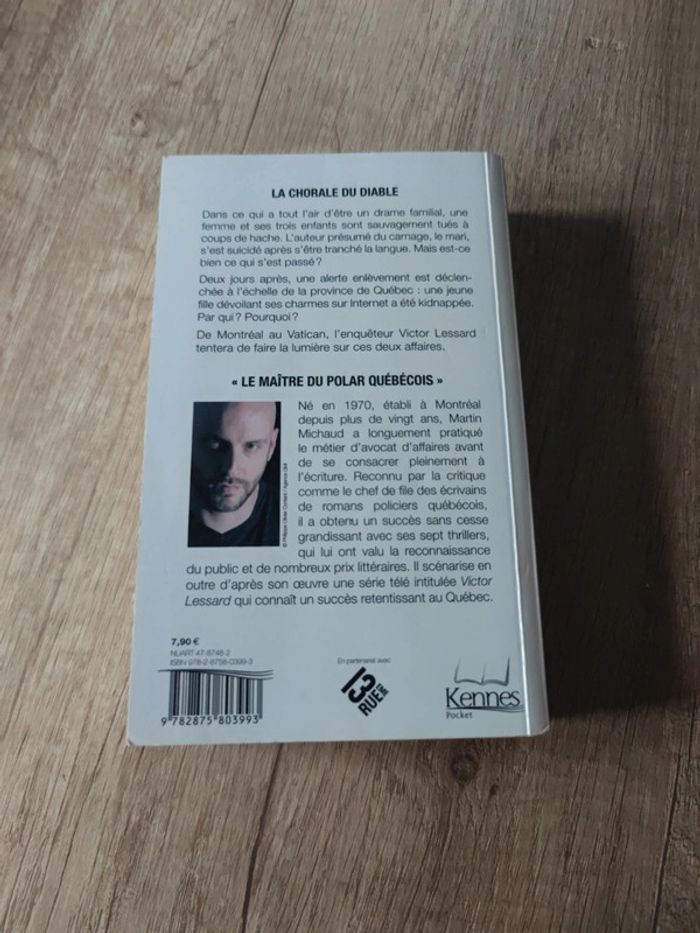 LA CHORALE DU DIABLE
Dans ce qui a tout l'air d'être un drame familial, une
femme et ses trois enfants sont sauvagement tués à
coups de hache. L'auteur présumé du carnage, le mari,
s'est suicidé après s'être tranché la langue. Mais est-ce
bien ce qui s'est passé ?
Deux jours après, une alerte enlèvement est déclen-
chée à l'échelle de la province de Québec : une jeune
fille dévoilant ses charmes sur Internet a été kidnappée.
Par qui ? Pourquoi ?
De Montréal au Vatican, l'enquêteur Victor Lessard
tentera de faire la lumière sur ces deux affaires.
« LE MAÎTRE DU POLAR QUÉBÉCOIS »
Né en 1970, établi à Montréal
depuis plus de vingt ans, Martin
Michaud a longuement pratiqué
le métier d'avocat d'affaires avant
de se consacrer pleinement à
l'écriture. Reconnu par la critique
comme le chef de file des écrivains
de romans policiers québécois,
il a obtenu un succès sans cesse
grandissant avec ses sept thrillers,
qui lui ont valu la reconnaissance
du public et de nombreux prix littéraires. Il scénarise en
outre d'après son œuvre une série télé intitulée Victor
Lessard qui connaît un succès retentissant au Québec.
7,90 €
NUART 47-8748-2
ISBN 978-2-8758-0399-3
9 782875 803993
En partenariat avec
13
RUE
Kennes
Pocket